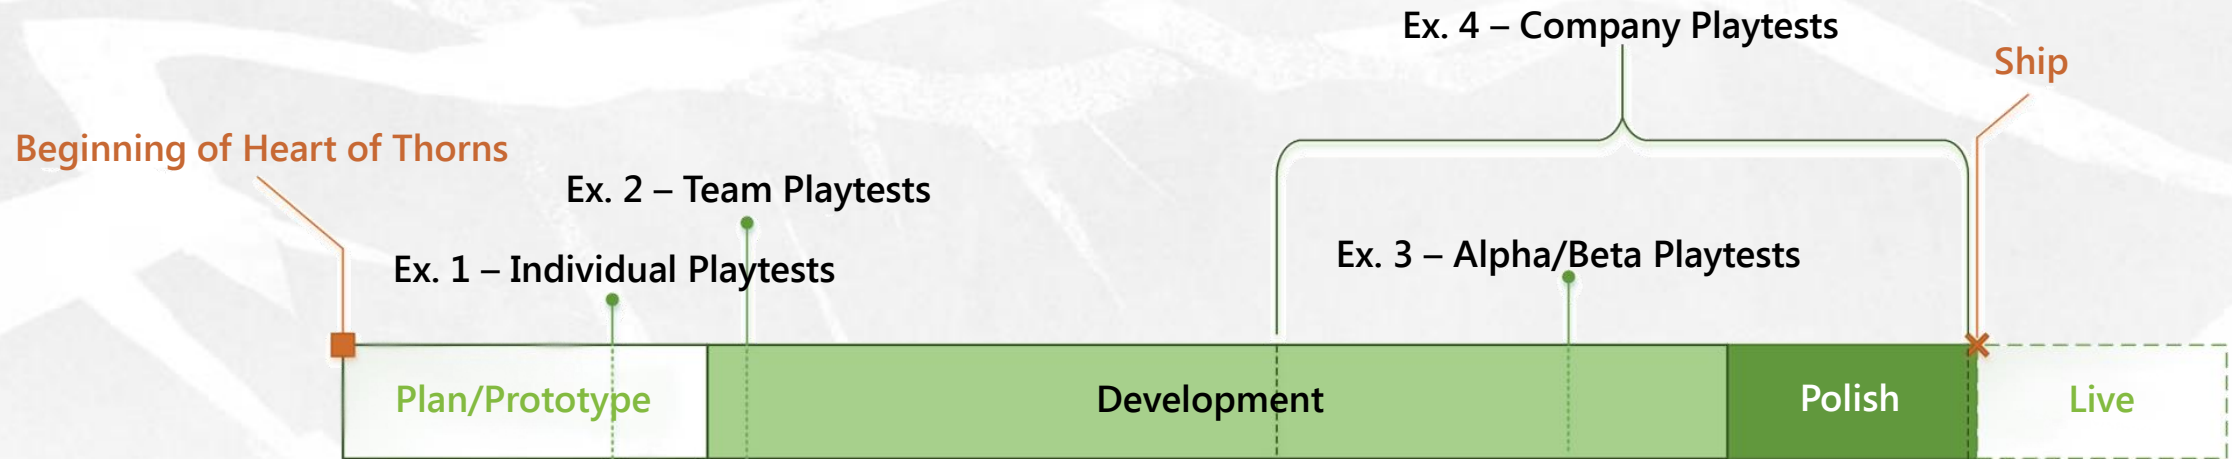 Ex. 4 – Company Playtests
Ship
Beginning of Heart of Thorns
Ex. 2 – Team Playtests
Ex. 1 – Individual Playtests
Ex. 3 – Alpha/Beta Playtests
Plan/Prototype
Development
Polish
Live